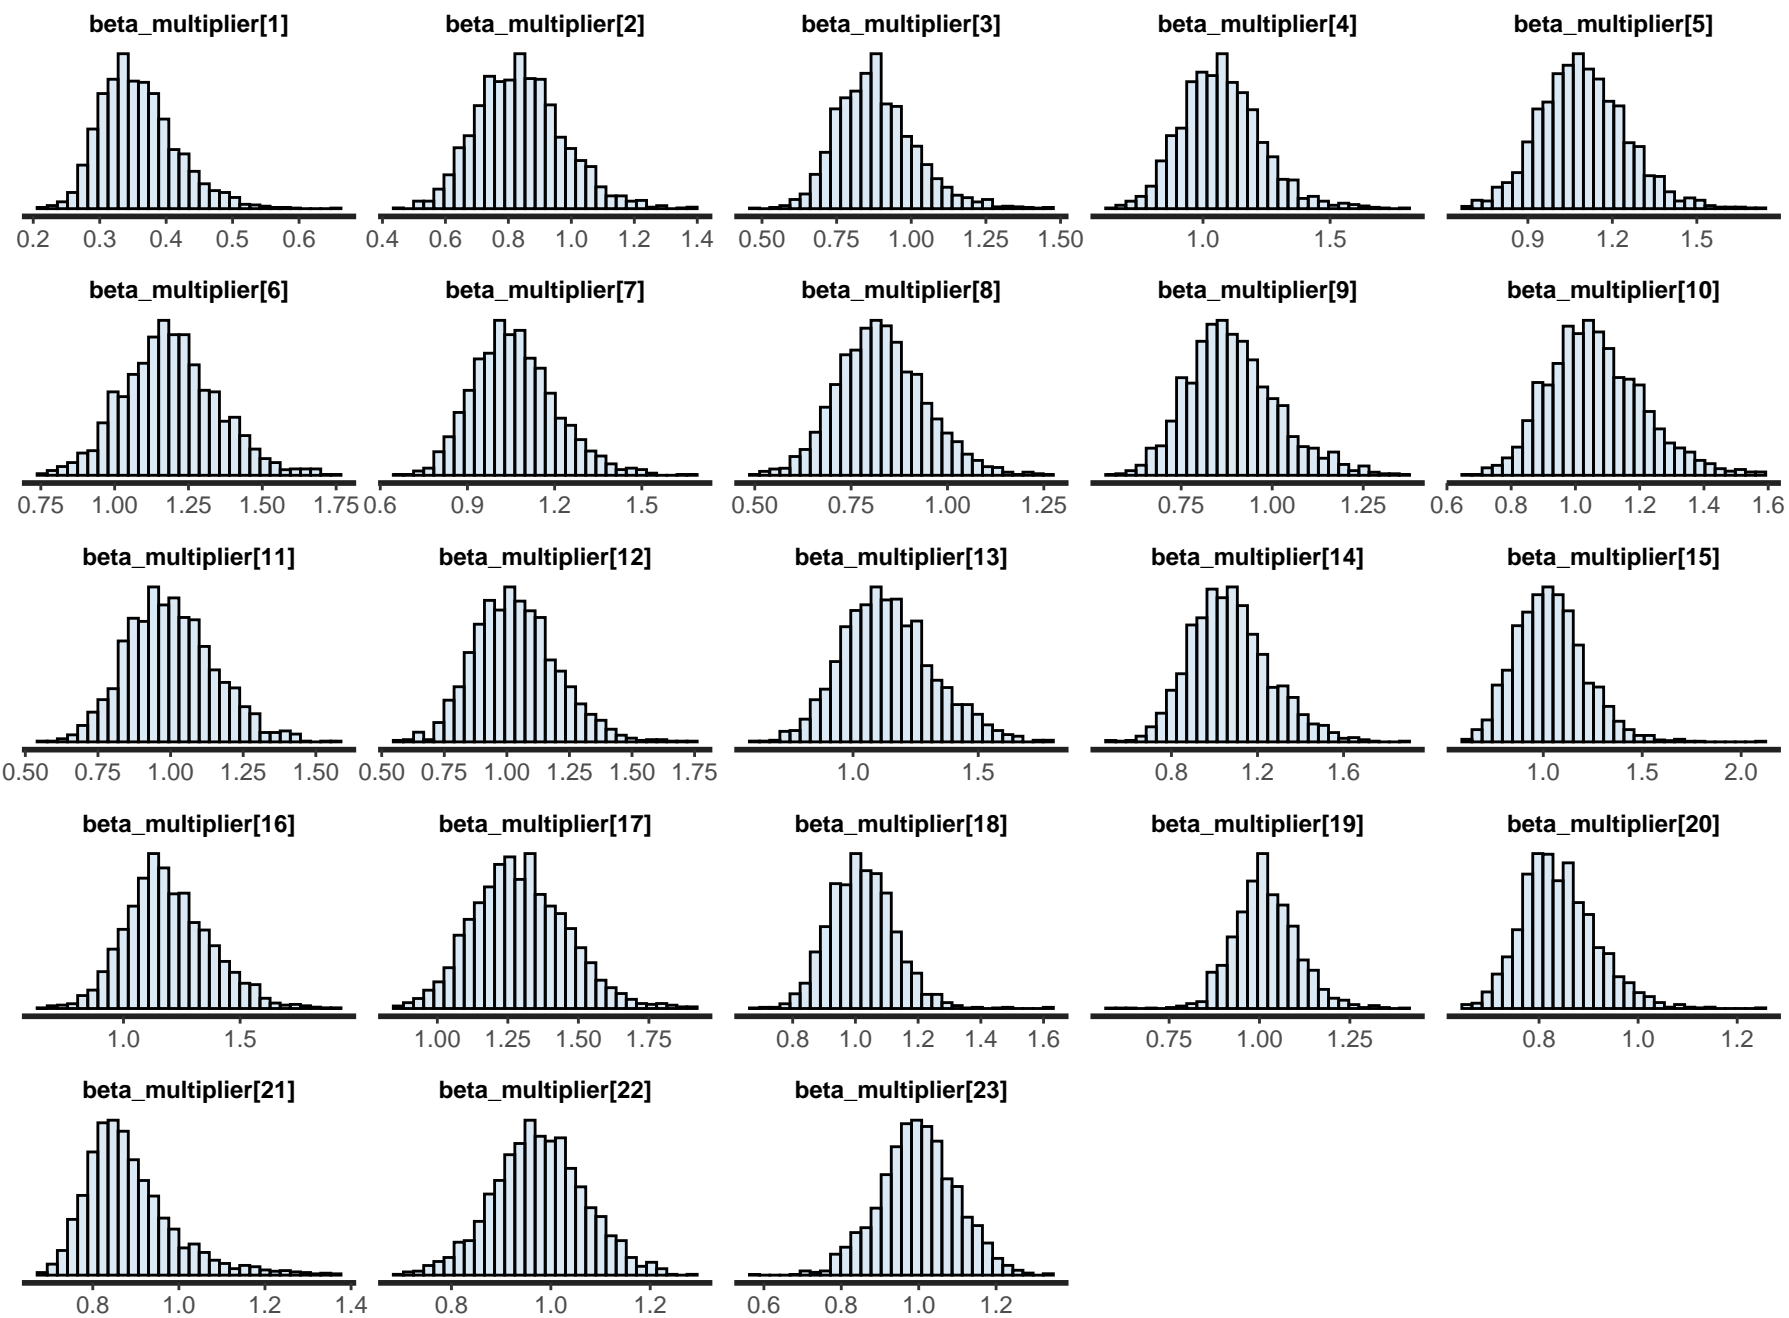 beta_multiplier[1] beta_multiplier[2] beta_multiplier[3] beta_multiplier[4] beta_multiplier[5]
0.2 0.3 0.4 0.5 0.6 0.4 0.6 0.8 1.0 1.2 1.4 0.50 0.75 1.00 1.25 1.50 1.0 1.5 0.9 1.2 1.5
beta_multiplier[6] beta_multiplier[7] beta_multiplier[8] beta_multiplier[9] beta_multiplier[10]
0.75 1.00 1.25 1.50 1.75 0.6 0.9 1.2 1.5 0.50 0.75 1.00 1.25 0.75 1.00 1.25 0.6 0.8 1.0 1.2 1.4 1.6
beta_multiplier[11] beta_multiplier[12] beta_multiplier[13] beta_multiplier[14] beta_multiplier[15]
0.50 0.75 1.00 1.25 1.50 0.50 0.75 1.00 1.25 1.50 1.75 1.0 1.5 0.8 1.2 1.6 1.0 1.5 2.0
beta_multiplier[16] beta_multiplier[17] beta_multiplier[18] beta_multiplier[19] beta_multiplier[20]
1.0 1.5 1.00 1.25 1.50 1.75 0.8 1.0 1.2 1.4 1.6 0.75 1.00 1.25 0.8 1.0 1.2
beta_multiplier[21] beta_multiplier[22] beta_multiplier[23]
0.8 1.0 1.2 1.4 0.8 1.0 1.2 0.6 0.8 1.0 1.2